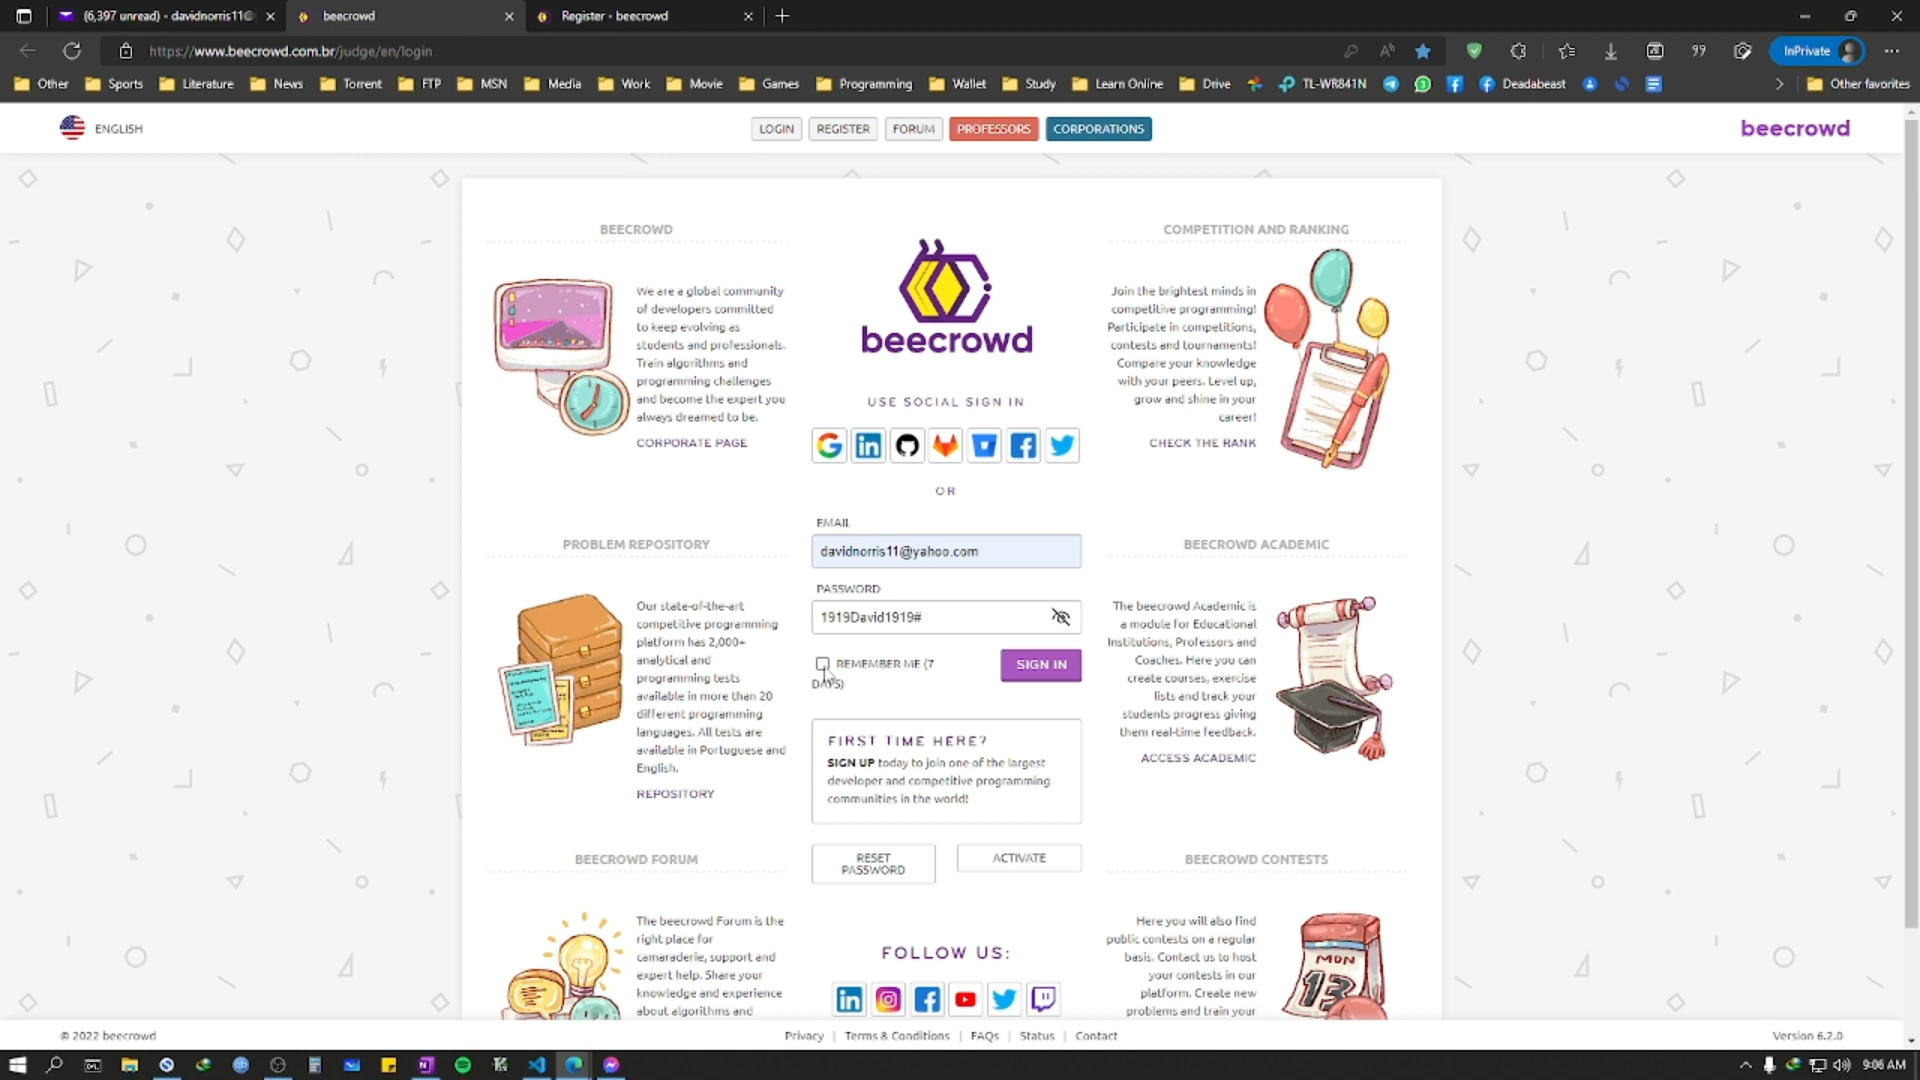 (6,397 unread) - davidnorris11@
beecrowd
Register - beecrowd
https://www.beecrowd.com.br/judge/en/login
InPrivate
Other
Sports
Literature
News
Torrent
FTP
MSN
Media
Work
Movie
Games
Programming
Wallet
Study
Learn Online
Drive
TL-WR841N
Deadabeast
Other favorites
ENGLISH
LOGIN
REGISTER
FORUM
PROFESSORS
CORPORATIONS
beecrowd
BEECROWD
We are a global community
of developers committed
to keep evolving as
students and professionals.
Train algorithms and
programming challenges
and become the expert you
always dreamed to be.
CORPORATE PAGE
beecrowd
USE SOCIAL SIGN IN
OR
EMAIL
davidnorris11@yahoo.com
PASSWORD
1919David1919#
REMEMBER ME (7
DAYS)
SIGN IN
FIRST TIME HERE?
SIGN UP today to join one of the largest
developer and competitive programming
communities in the world!
RESET
PASSWORD
ACTIVATE
FOLLOW US:
COMPETITION AND RANKING
Join the brightest minds in
competitive programming!
Participate in competitions,
contests and tournaments!
Compare your knowledge
with your peers. Level up,
grow and shine in your
career!
CHECK THE RANK
PROBLEM REPOSITORY
Our state-of-the-art
competitive programming
platform has 2,000+
analytical and
programming tests
available in more than 20
different programming
languages. All tests are
available in Portuguese and
English.
REPOSITORY
BEECROWD ACADEMIC
The beecrowd Academic is
a module for Educational
Institutions, Professors and
Coaches. Here you can
create courses, exercise
lists and track your
students progress giving
them real-time feedback.
ACCESS ACADEMIC
BEECROWD FORUM
The beecrowd Forum is the
right place for
camaraderie, support and
expert help. Share your
knowledge and experience
about algorithms and
BEECROWD CONTESTS
Here you will also find
public contests on a regular
basis. Contact us to host
your contests in our
platform. Create new
problems and train your
MON
13
© 2022 beecrowd
Privacy | Terms & Conditions | FAQs | Status | Contact
Version 6.2.0
9:06 AM